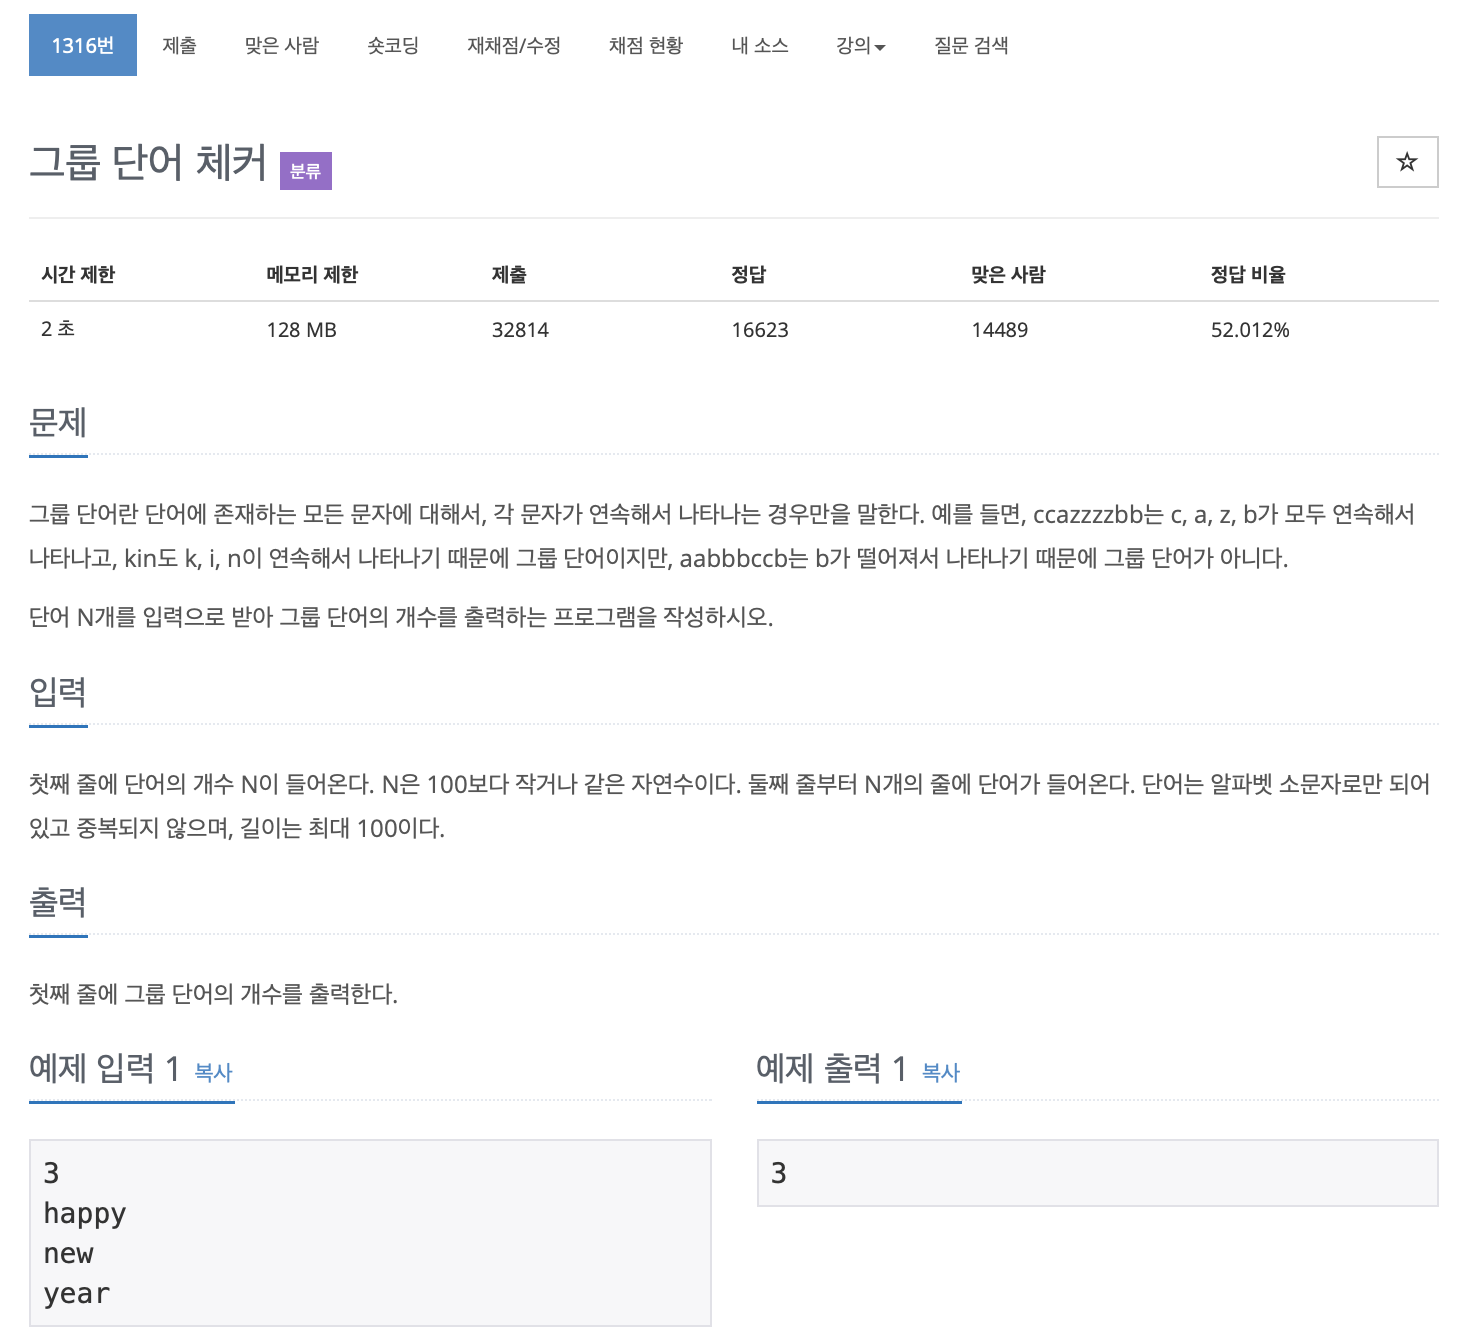 1316번 제출 맞은 사람 숏코딩 재채점/수정 채점 현황 내 소스 강의 질문 검색
그룹 단어 체커 분류
시간 제한 메모리 제한 제출 정답 맞은 사람 정답 비율
2 초 128 MB 32814 16623 14489 52.012%
문제
그룹 단어란 단어에 존재하는 모든 문자에 대해서, 각 문자가 연속해서 나타나는 경우만을 말한다. 예를 들면, ccazzzzbb는 c, a, z, b가 모두 연속해서
나타나고, kin도 k, i, n이 연속해서 나타나기 때문에 그룹 단어이지만, aabbbccb는 b가 떨어져서 나타나기 때문에 그룹 단어가 아니다.
단어 N개를 입력으로 받아 그룹 단어의 개수를 출력하는 프로그램을 작성하시오.
입력
첫째 줄에 단어의 개수 N이 들어온다. N은 100보다 작거나 같은 자연수이다. 둘째 줄부터 N개의 줄에 단어가 들어온다. 단어는 알파벳 소문자로만 되어
있고 중복되지 않으며, 길이는 최대 100이다.
출력
첫째 줄에 그룹 단어의 개수를 출력한다.
예제 입력 1 복사
3
happy
new
year
예제 출력 1 복사
3